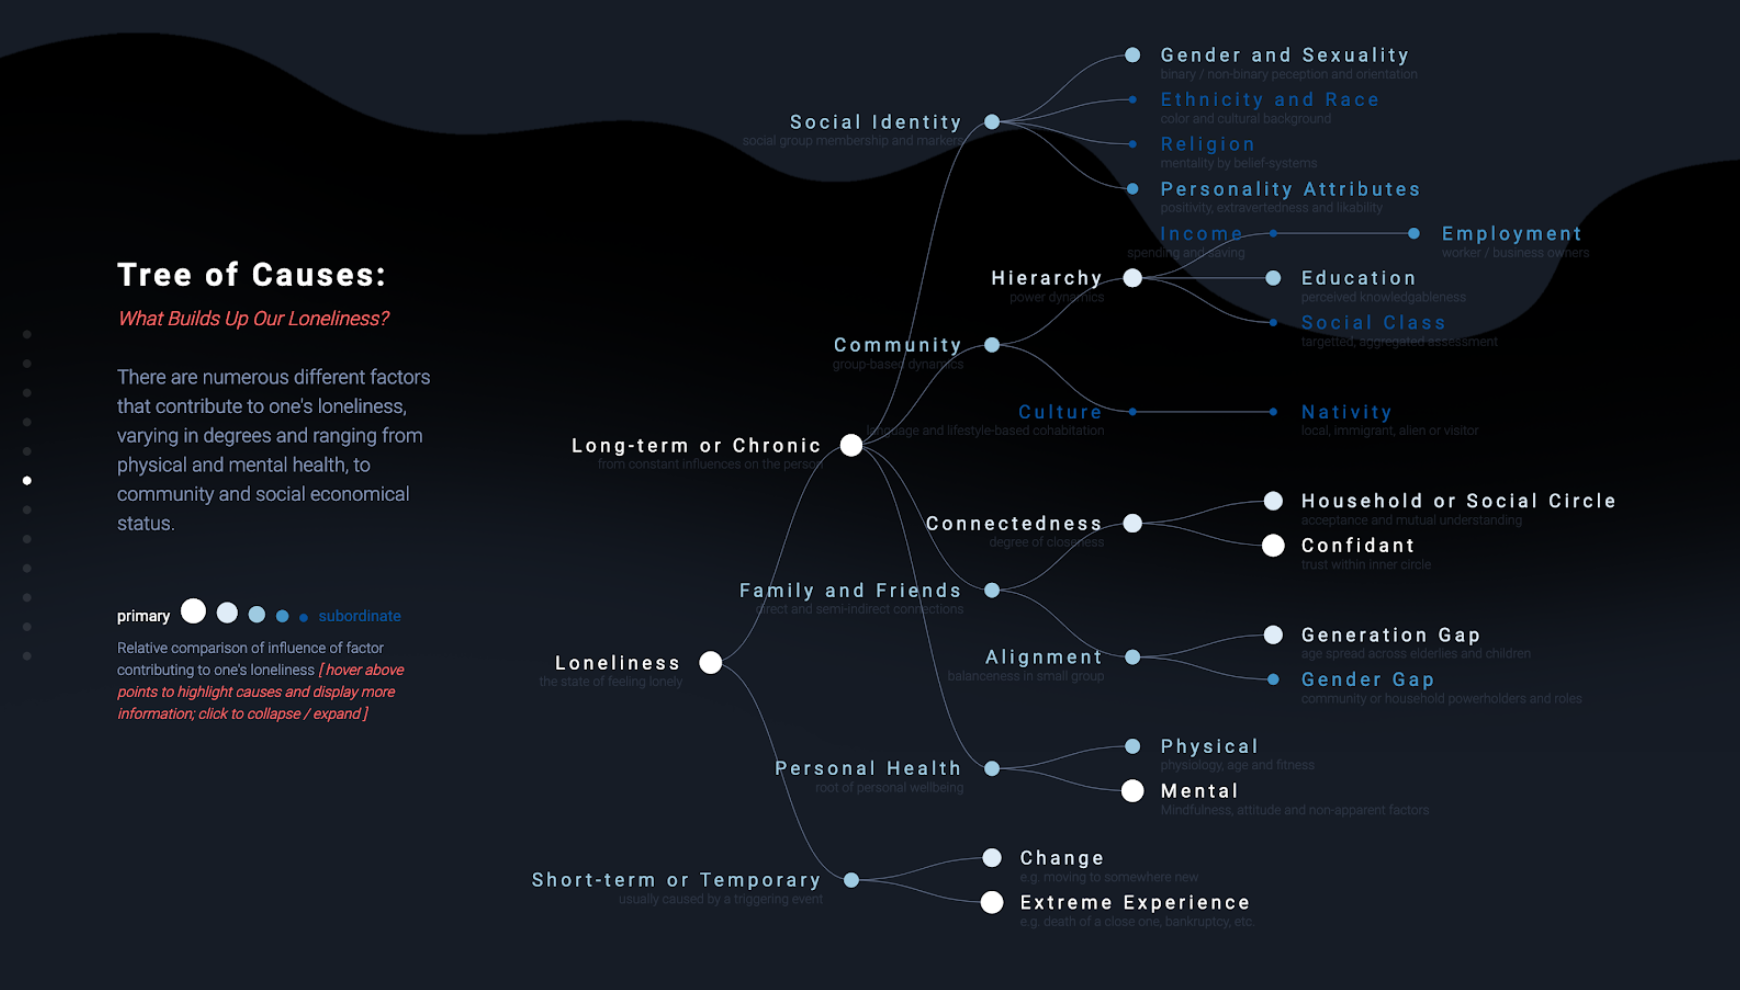 Tree of Causes:
What Builds Up Our Loneliness?
There are numerous different factors
that contribute to one's loneliness,
varying in degrees and ranging from
physical and mental health, to
community and social economical
status.
primary
subordinate
Relative comparison of influence of factor
contributing to one's loneliness [ hover above
points to highlight causes and display more
information; click to collapse / expand ]
Loneliness
the state of feeling lonely
Long-term or Chronic
from constant influences on the person
Social Identity
social group membership and markers
Gender and Sexuality
binary / non-binary peception and orientation
Ethnicity and Race
color and cultural background
Religion
mentality by belief-systems
Personality Attributes
positivity, extravertedness and likability
Community
group-based dynamics
Hierarchy
power dynamics
Income
spending and saving
Employment
worker / business owners
Education
perceived knowledgableness
Social Class
targetted, aggregated assessment
Culture
language and lifestyle-based cohabitation
Nativity
local, immigrant, alien or visitor
Family and Friends
direct and semi-indirect connections
Connectedness
degree of closeness
Household or Social Circle
acceptance and mutual understanding
Confidant
trust within inner circle
Alignment
balanceness in small group
Generation Gap
age spread across elderlies and children
Gender Gap
community or household powerholders and roles
Personal Health
root of personal wellbeing
Physical
physiology, age and fitness
Mental
Mindfulness, attitude and non-apparent factors
Short-term or Temporary
usually caused by a triggering event
Change
e.g. moving to somewhere new
Extreme Experience
e.g. death of a close one, bankruptcy, etc.